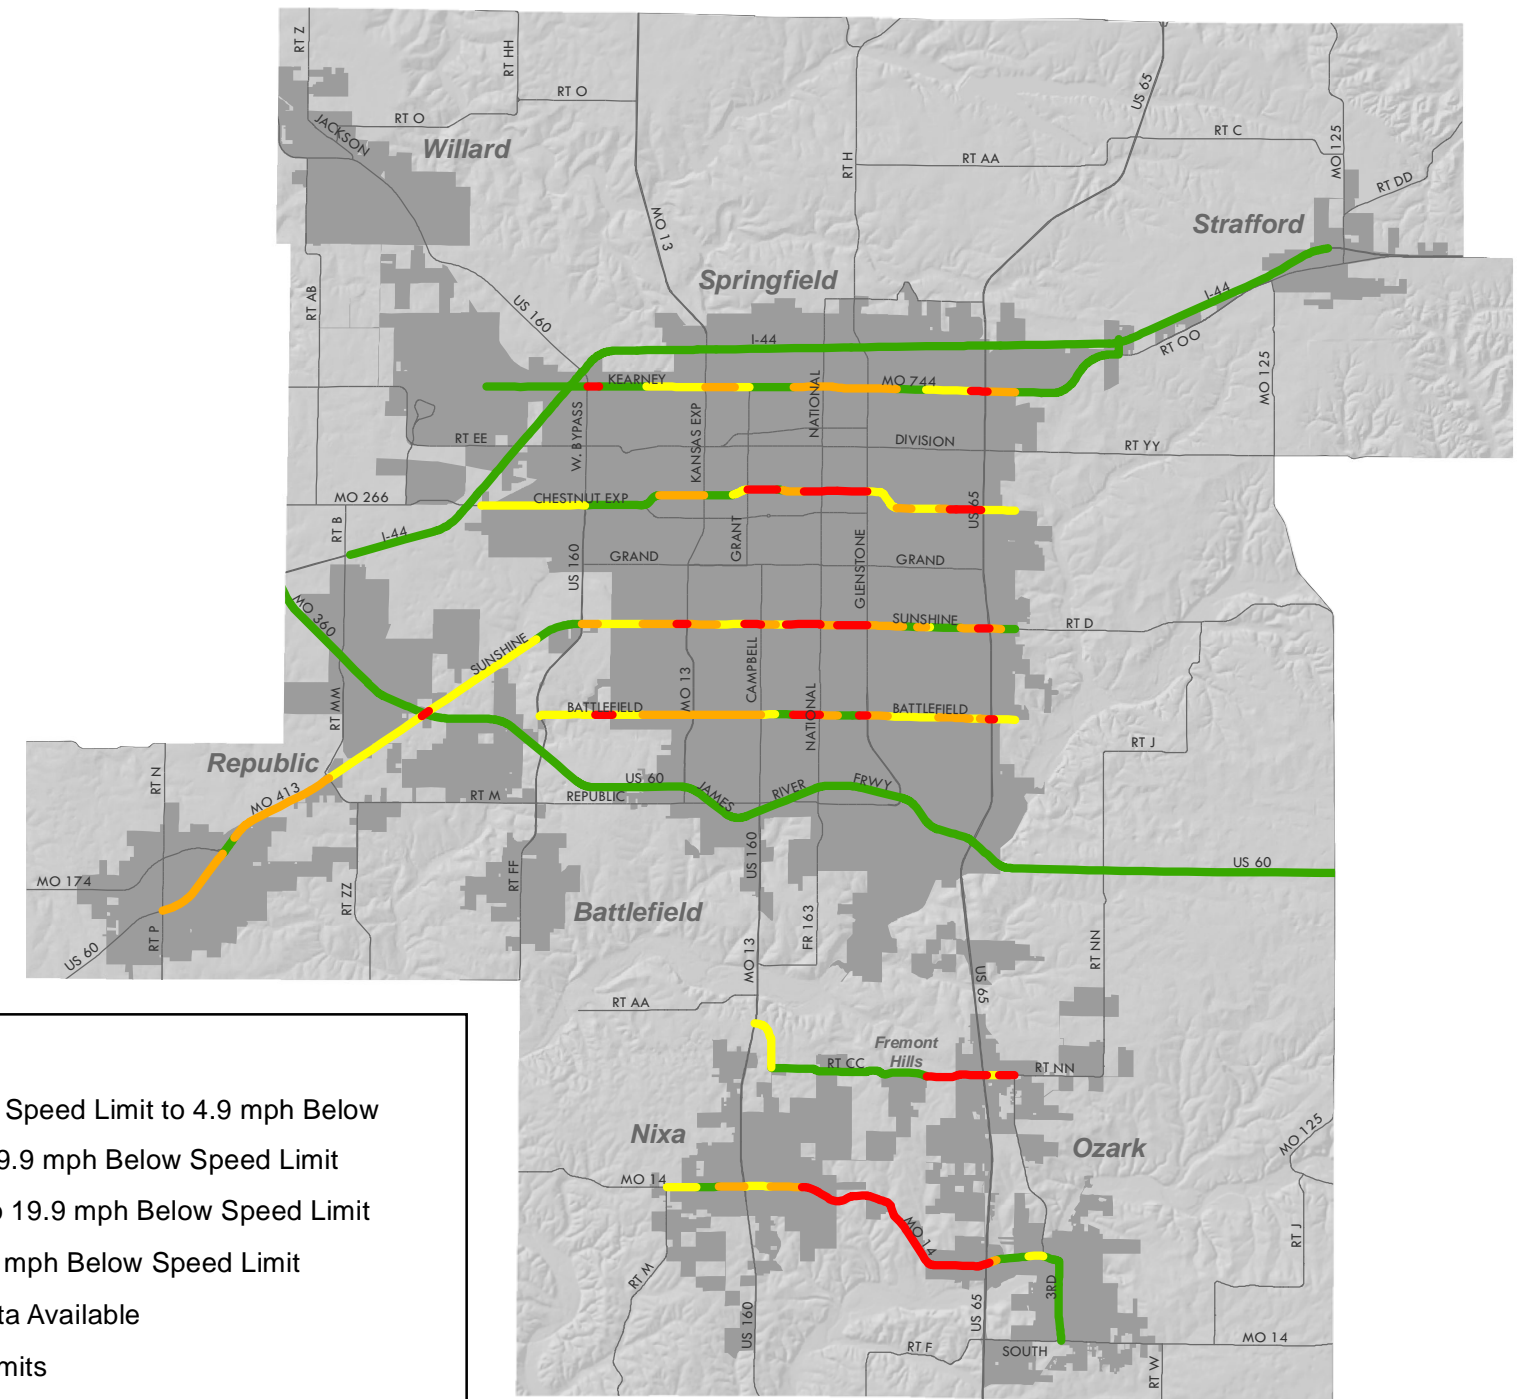 RT Z
RT HH
RT O
RT O
JACKSON
Willard
MO 13
RT H
RT AA
US 65
RT C
MO 125
RT DD
Strafford
Springfield
RT AB
US 160
I-44
I-44
RT OO
MO 125
KEARNEY
MO 744
NATIONAL
W. BYPASS
KANSAS EXP
RT EE
DIVISION
RT YY
MO 266
CHESTNUT EXP
US 65
RT B
I-44
GRANT
GRAND
GRAND
US 160
GLENSTONE
MO 360
SUNSHINE
SUNSHINE
RT D
CAMPBELL
MO 13
RT MM
BATTLEFIELD
NATIONAL
BATTLEFIELD
RT J
Republic
RT N
MO 413
RT M
US 60
REPUBLIC
JAMES
RIVER
FRWY
US 160
US 60
MO 174
RT ZZ
RT FF
Battlefield
FR 163
RT P
US 60
MO 13
US 65
RT NN
RT AA
Fremont
Hills
RT CC
RT NN
Speed Limit to 4.9 mph Below
9.9 mph Below Speed Limit
19.9 mph Below Speed Limit
mph Below Speed Limit
ta Available
mits
Nixa
Ozark
MO 125
MO 14
MO 14
RT M
RT J
3RD
US 160
US 65
RT F
SOUTH
MO 14
RT W